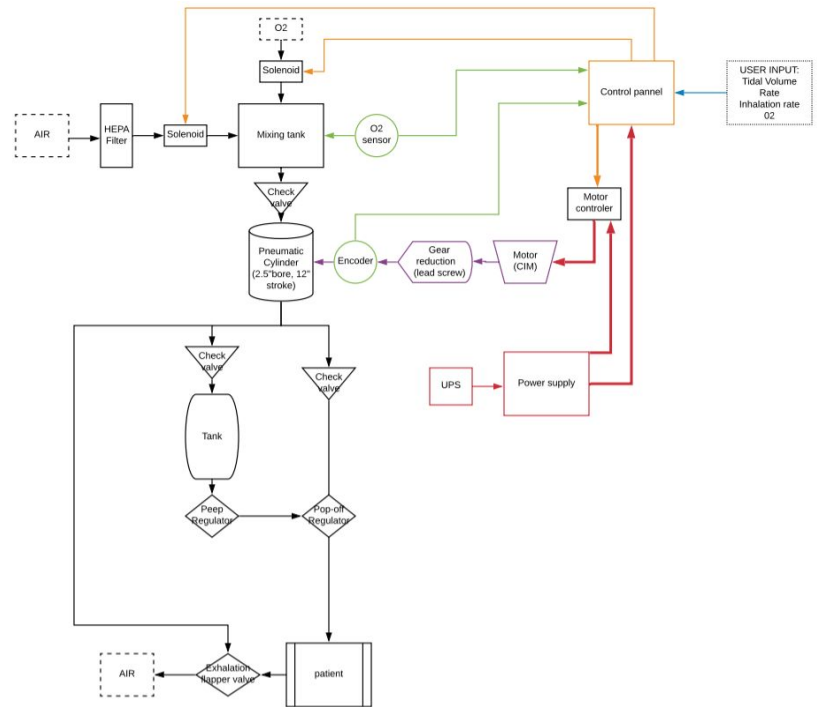 O2
Solenoid
Control pannel
USER INPUT:
Tidal Volume
Rate
Inhalation rate
02
AIR
HEPA
Filter
Solenoid
Mixing tank
O2
sensor
Check
valve
Motor
controler
Pneumatic
Cylinder
(2.5"bore, 12"
stroke)
Encoder
Gear
reduction
(lead screw)
Motor
(CIM)
Check
valve
Check
valve
UPS
Power supply
Tank
Peep
Regulator
Pop-off
Regulator
AIR
Exhalation
flapper valve
patient